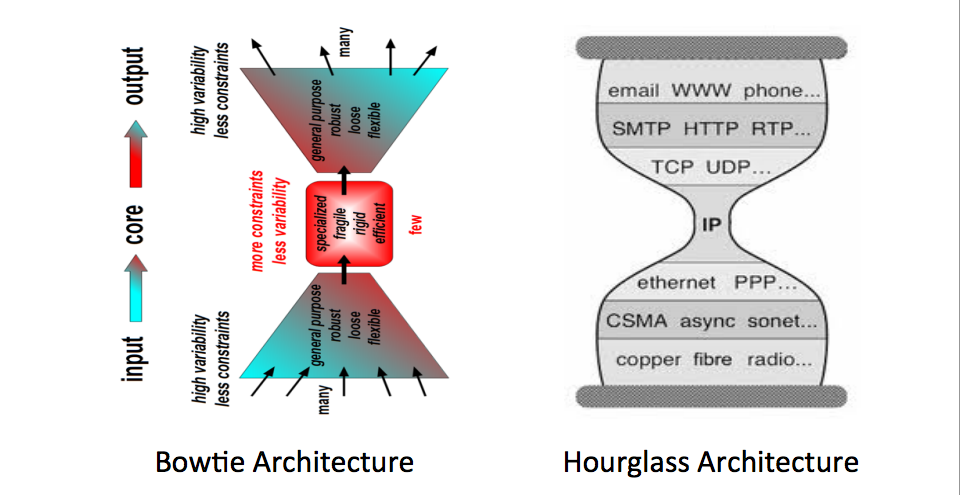 output
core
input
high variability
less constraints
many
general purpose
robust
loose
flexible
more constraints
less variability
specialized
fragile
rigid
efficient
few
general purpose
robust
loose
flexible
high variability
less constraints
many
Bowtie Architecture
email WWW phone...
SMTP HTTP RTP...
TCP UDP...
IP
ethernet PPP...
CSMA async sonet...
copper fibre radio...
Hourglass Architecture